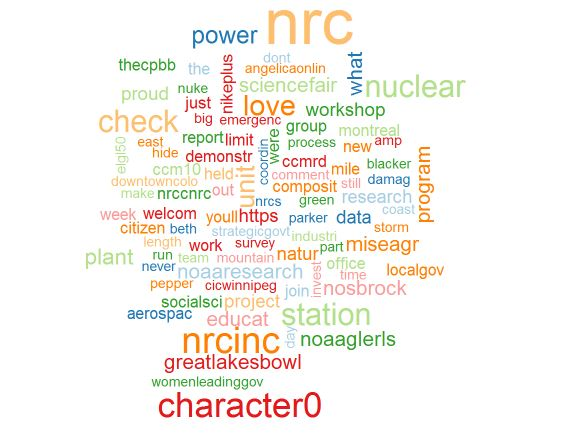 nrc
power
dont
thecpbb
the
nikeplus
angelicaonlin
what
nuke
sciencefair
nuclear
proud
just
love
workshop
check
big
emergenc
group
montreal
elgl50
east
report
limit
were
process
new
amp
hide
demonstr
coordin
ccmrd
mile
blacker
program
ccm10
held
unit
comment
still
damag
downtowncolo
composit
make
nrccnrc
out
nrcs
green
research
week
welcom
youll
https
parker
data
coast
citizen
beth
strategicgovt
storm
length
work
survey
industri
miseagr
plant
run
team
mountain
natur
part
never
noaaresearch
office
localgov
pepper
cicwinnipeg
invest
time
socialsci
project
join
nosbrock
aerospac
educat
station
nrcinc
day
noaaglerls
greatlakesbowl
womenleadinggov
character0